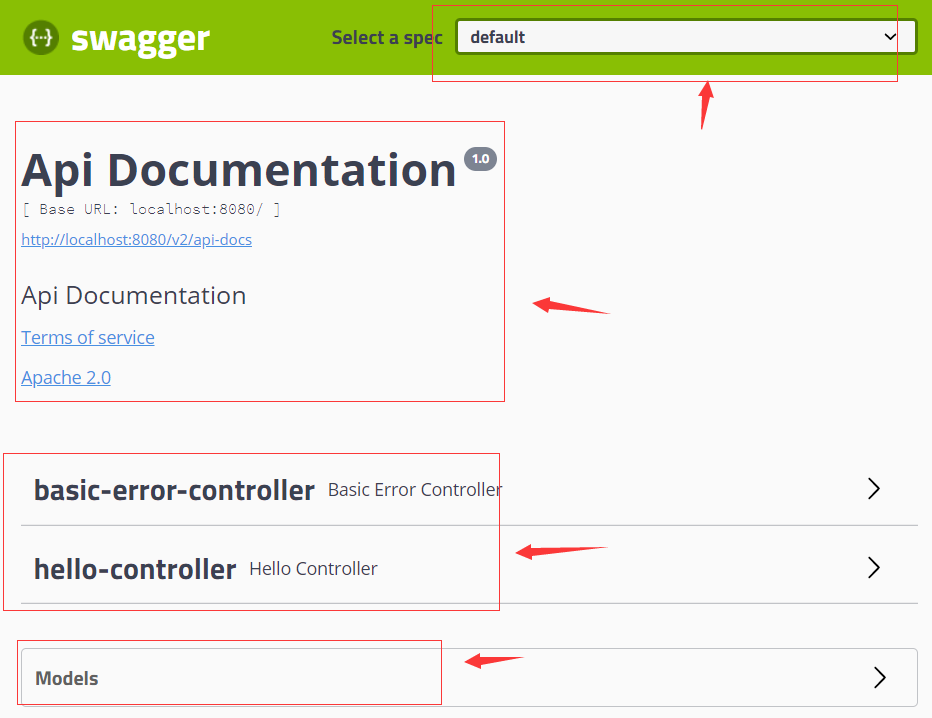 {···} swagger Select a spec default
Api Documentation 1.0
[ Base URL: localhost:8080/ ]
http://localhost:8080/v2/api-docs
Api Documentation
Terms of service
Apache 2.0
basic-error-controller Basic Error Controller
hello-controller Hello Controller
Models